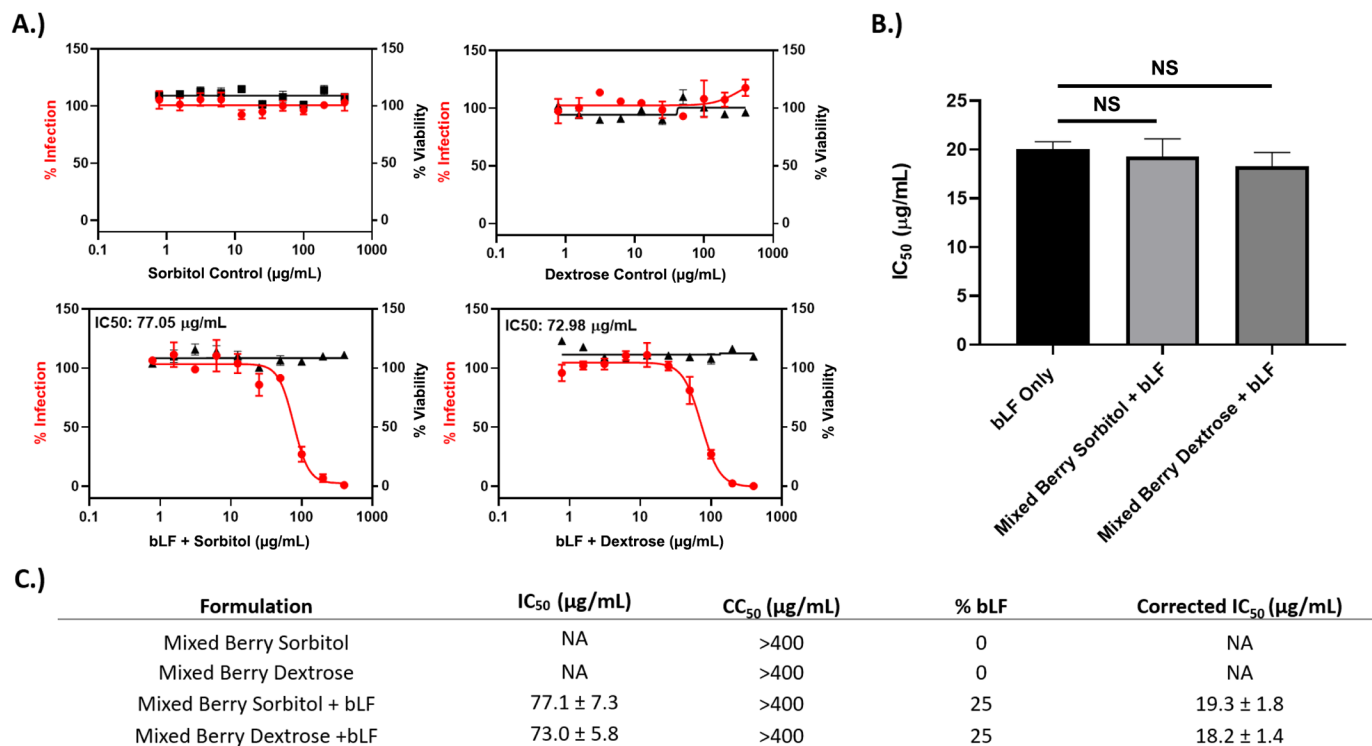 A.)
150
100
50
0
% Infection
150
100
50
0
% Viability
0.1 1 10 100 1000
Sorbitol Control (µg/mL)
150
100
50
0
% Infection
150
100
50
0
% Viability
0.1 1 10 100 1000
Dextrose Control (µg/mL)
IC50: 77.05 µg/mL
150
100
50
0
% Infection
150
100
50
0
% Viability
0.1 1 10 100 1000
bLF + Sorbitol (µg/mL)
IC50: 72.98 µg/mL
150
100
50
0
% Infection
150
100
50
0
% Viability
0.1 1 10 100 1000
bLF + Dextrose (µg/mL)
B.)
NS
NS
25
20
15
10
5
0
IC50 (µg/mL)
bLF Only
Mixed Berry Sorbitol + bLF
Mixed Berry Dextrose + bLF
C.)
Formulation IC50 (µg/mL) CC50 (µg/mL) % bLF Corrected IC50 (µg/mL)
Mixed Berry Sorbitol NA >400 0 NA
Mixed Berry Dextrose NA >400 0 NA
Mixed Berry Sorbitol + bLF 77.1 ± 7.3 >400 25 19.3 ± 1.8
Mixed Berry Dextrose +bLF 73.0 ± 5.8 >400 25 18.2 ± 1.4